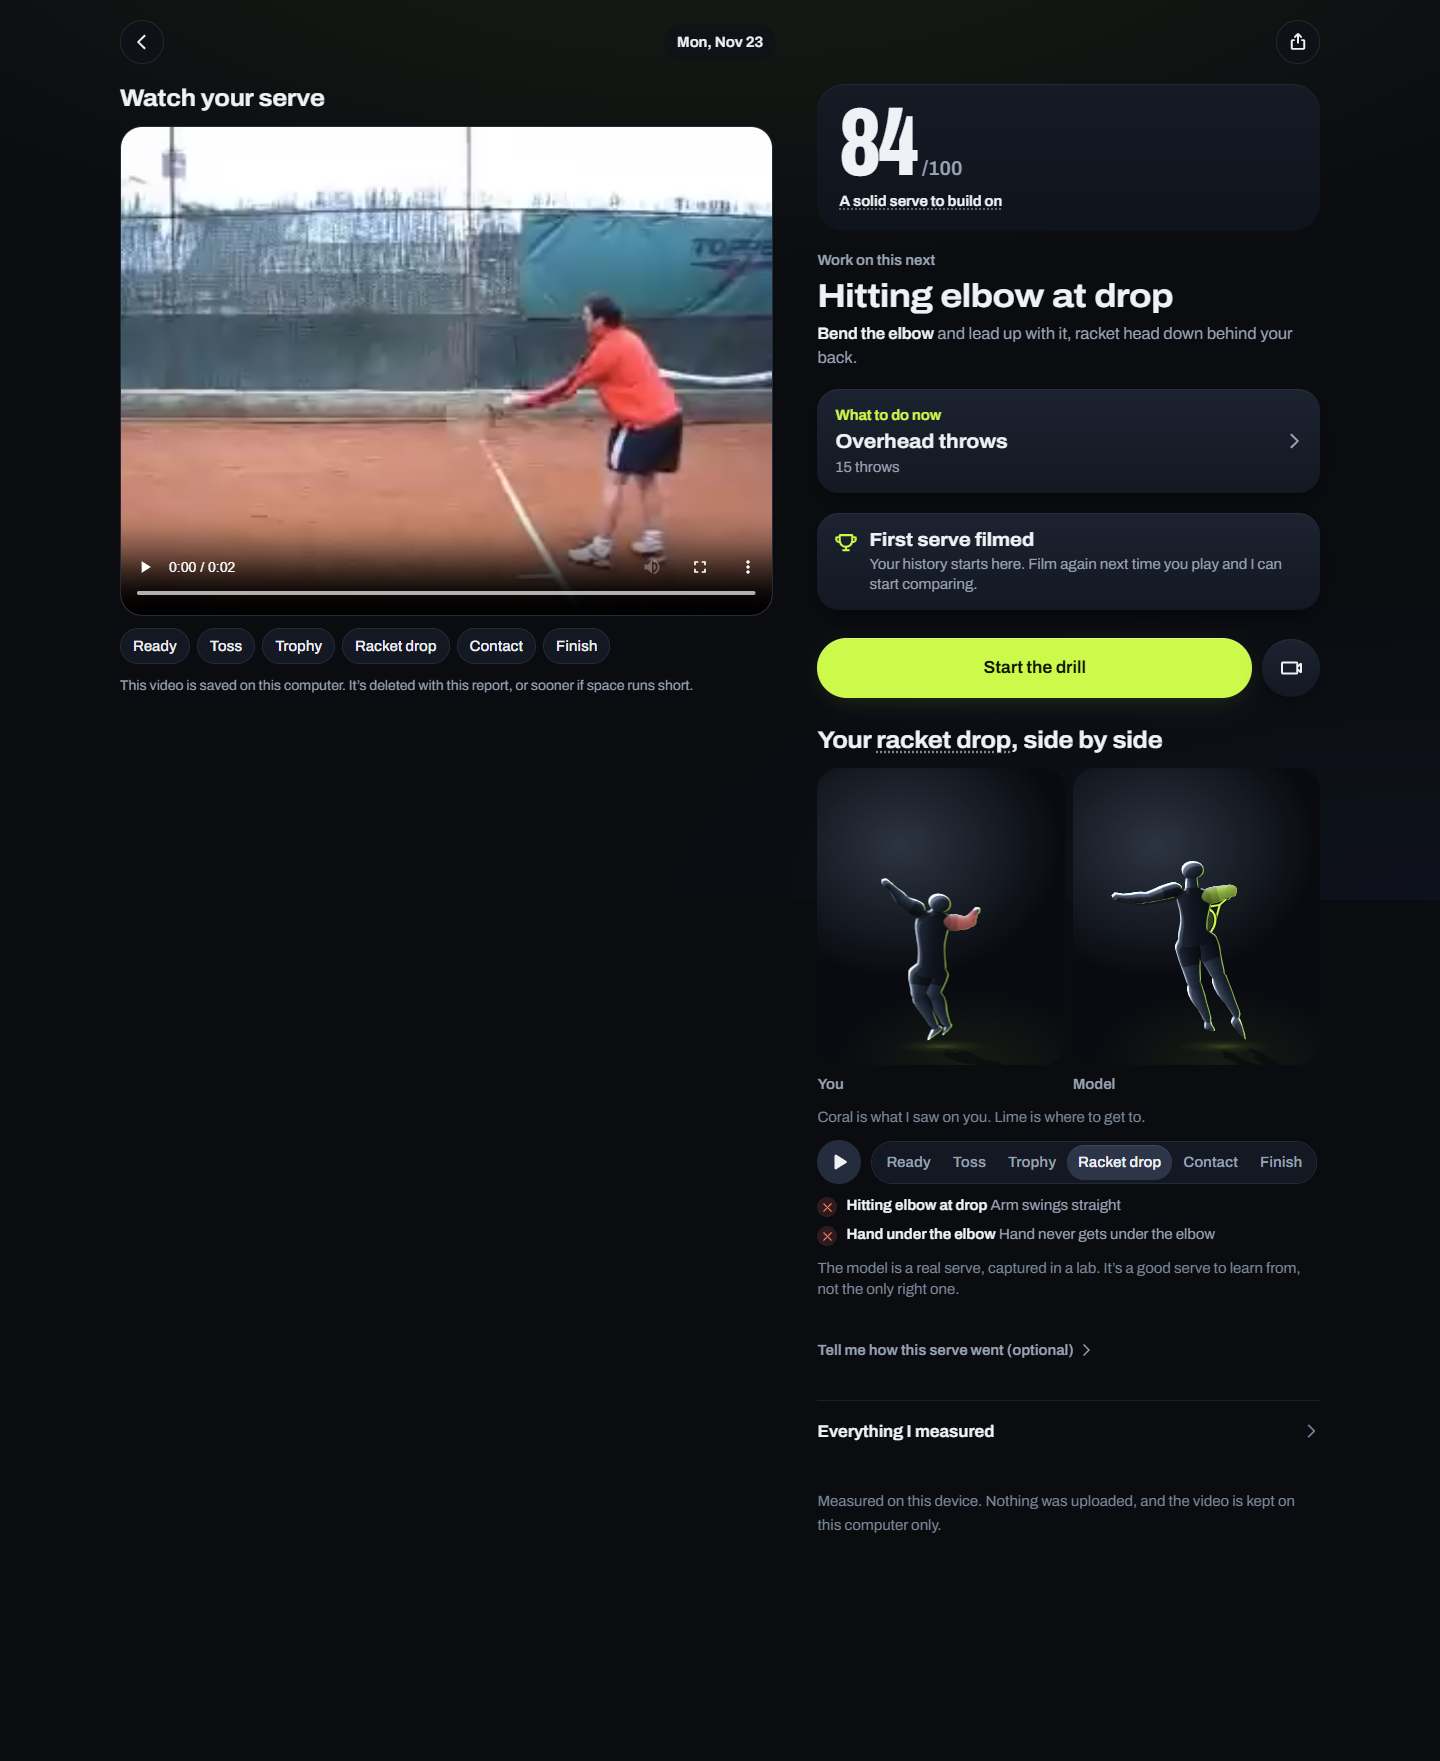 Mon, Nov 23
Watch your serve
0:00 / 0:02
Ready
Toss
Trophy
Racket drop
Contact
Finish
This video is saved on this computer. It's deleted with this report, or sooner if space runs short.
84/100
A solid serve to build on
Work on this next
Hitting elbow at drop
Bend the elbow and lead up with it, racket head down behind your
back.
What to do now
Overhead throws
15 throws
First serve filmed
Your history starts here. Film again next time you play and I can
start comparing.
Start the drill
Your racket drop, side by side
You
Model
Coral is what I saw on you. Lime is where to get to.
Ready
Toss
Trophy
Racket drop
Contact
Finish
Hitting elbow at drop Arm swings straight
Hand under the elbow Hand never gets under the elbow
The model is a real serve, captured in a lab. It's a good serve to learn from,
not the only right one.
Tell me how this serve went (optional)
Everything I measured
Measured on this device. Nothing was uploaded, and the video is kept on
this computer only.